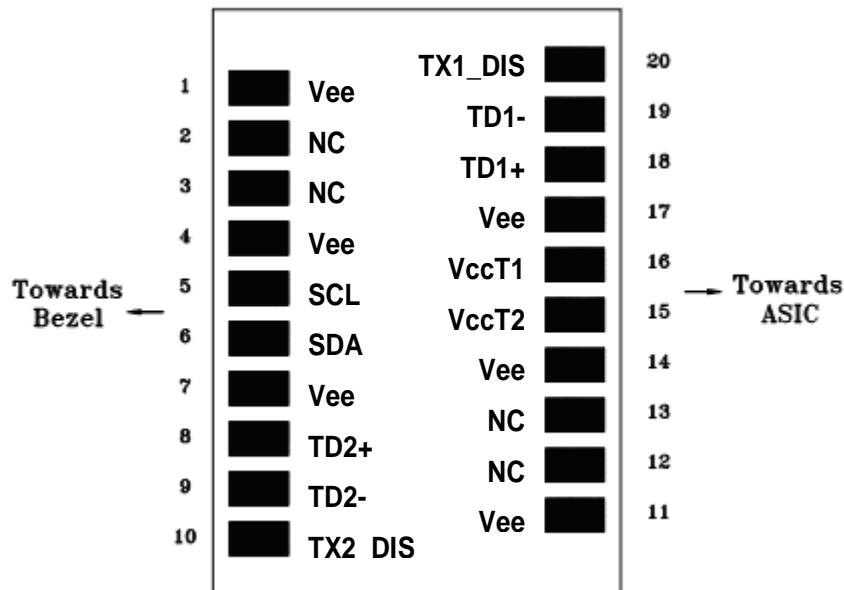 TX1_DIS 20
1 Vee
TD1- 19
2 NC
TD1+ 18
3 NC
Vee 17
4 Vee
VccT1 16
5 SCL
Towards
Bezel
Towards
ASIC
VccT2 15
6 SDA
Vee 14
7 Vee
NC 13
8 TD2+
NC 12
9 TD2-
Vee 11
10 TX2 DIS